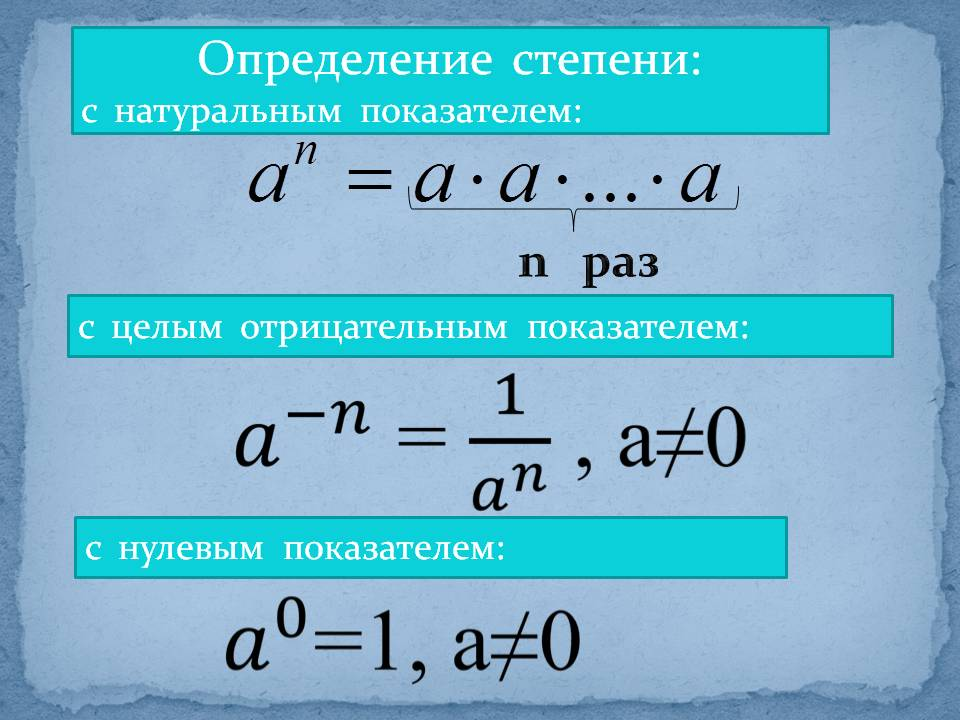 Определение степени:
с натуральным показателем:
aⁿ = a · a · ... · a
n раз
с целым отрицательным показателем:
a⁻ⁿ = 1/aⁿ , a≠0
с нулевым показателем:
a⁰=1, a≠0